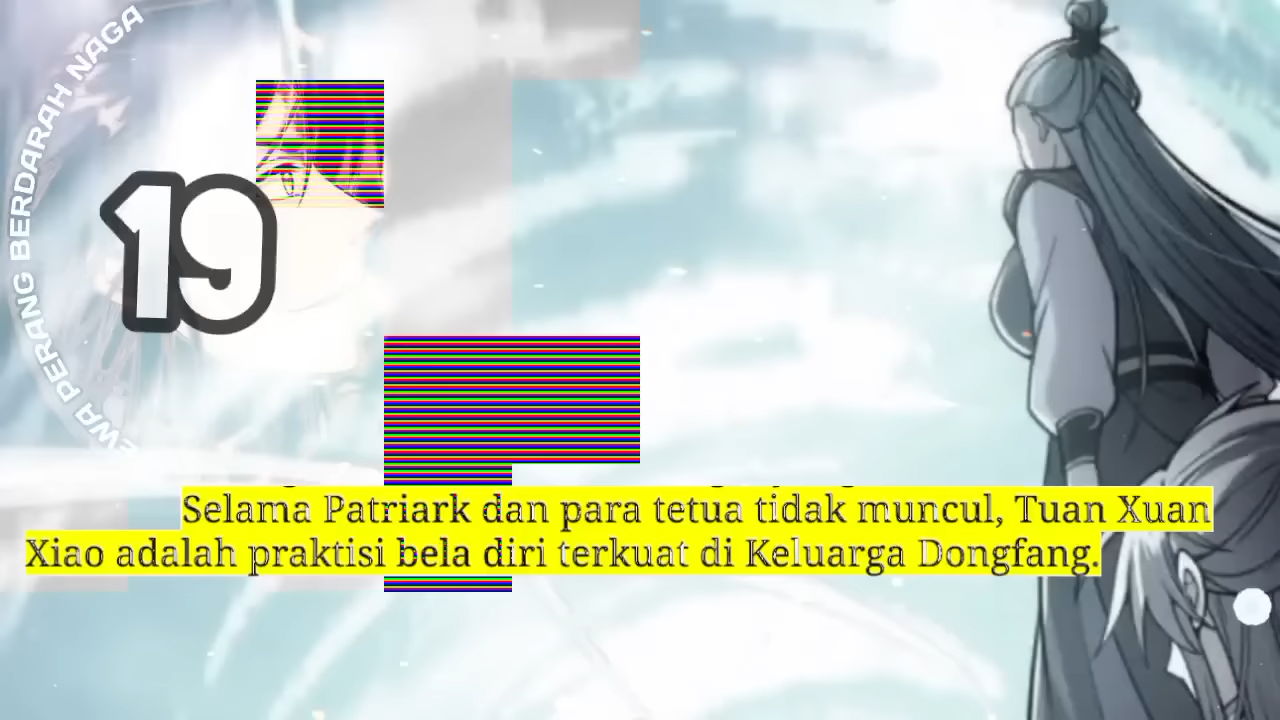 EWA PERANG BERDARAH NAGA
19
Selama Patriark dan para tetua tidak muncul, Tuan Xuan
Xiao adalah praktisi bela diri terkuat di Keluarga Dongfang.